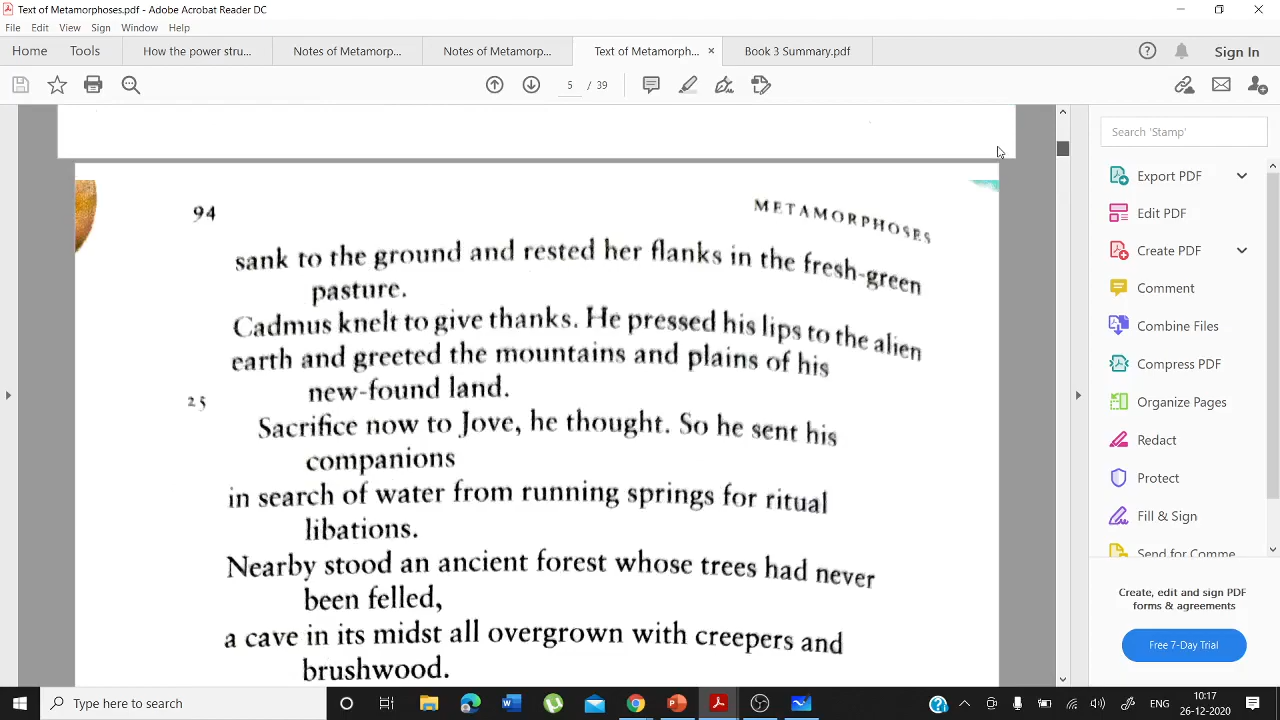 Text of Metamorphoses.pdf - Adobe Acrobat Reader DC
File Edit View Sign Window Help
Home Tools How the power stru... Notes of Metamorp... Notes of Metamorp... Text of Metamorph... × Book 3 Summary.pdf Sign In
5 / 39
Search 'Stamp'
Export PDF
Edit PDF
Create PDF
Comment
Combine Files
Compress PDF
Organize Pages
Redact
Protect
Fill & Sign
Send for Comme
Create, edit and sign PDF
forms & agreements
Free 7-Day Trial
94 METAMORPHOSES
sank to the ground and rested her flanks in the fresh-green
pasture.
Cadmus knelt to give thanks. He pressed his lips to the alien
earth and greeted the mountains and plains of his
new-found land.
25
Sacrifice now to Jove, he thought. So he sent his
companions
in search of water from running springs for ritual
libations.
Nearby stood an ancient forest whose trees had never
been felled,
a cave in its midst all overgrown with creepers and
brushwood.
Type here to search
ENG
10:17
26-12-2020